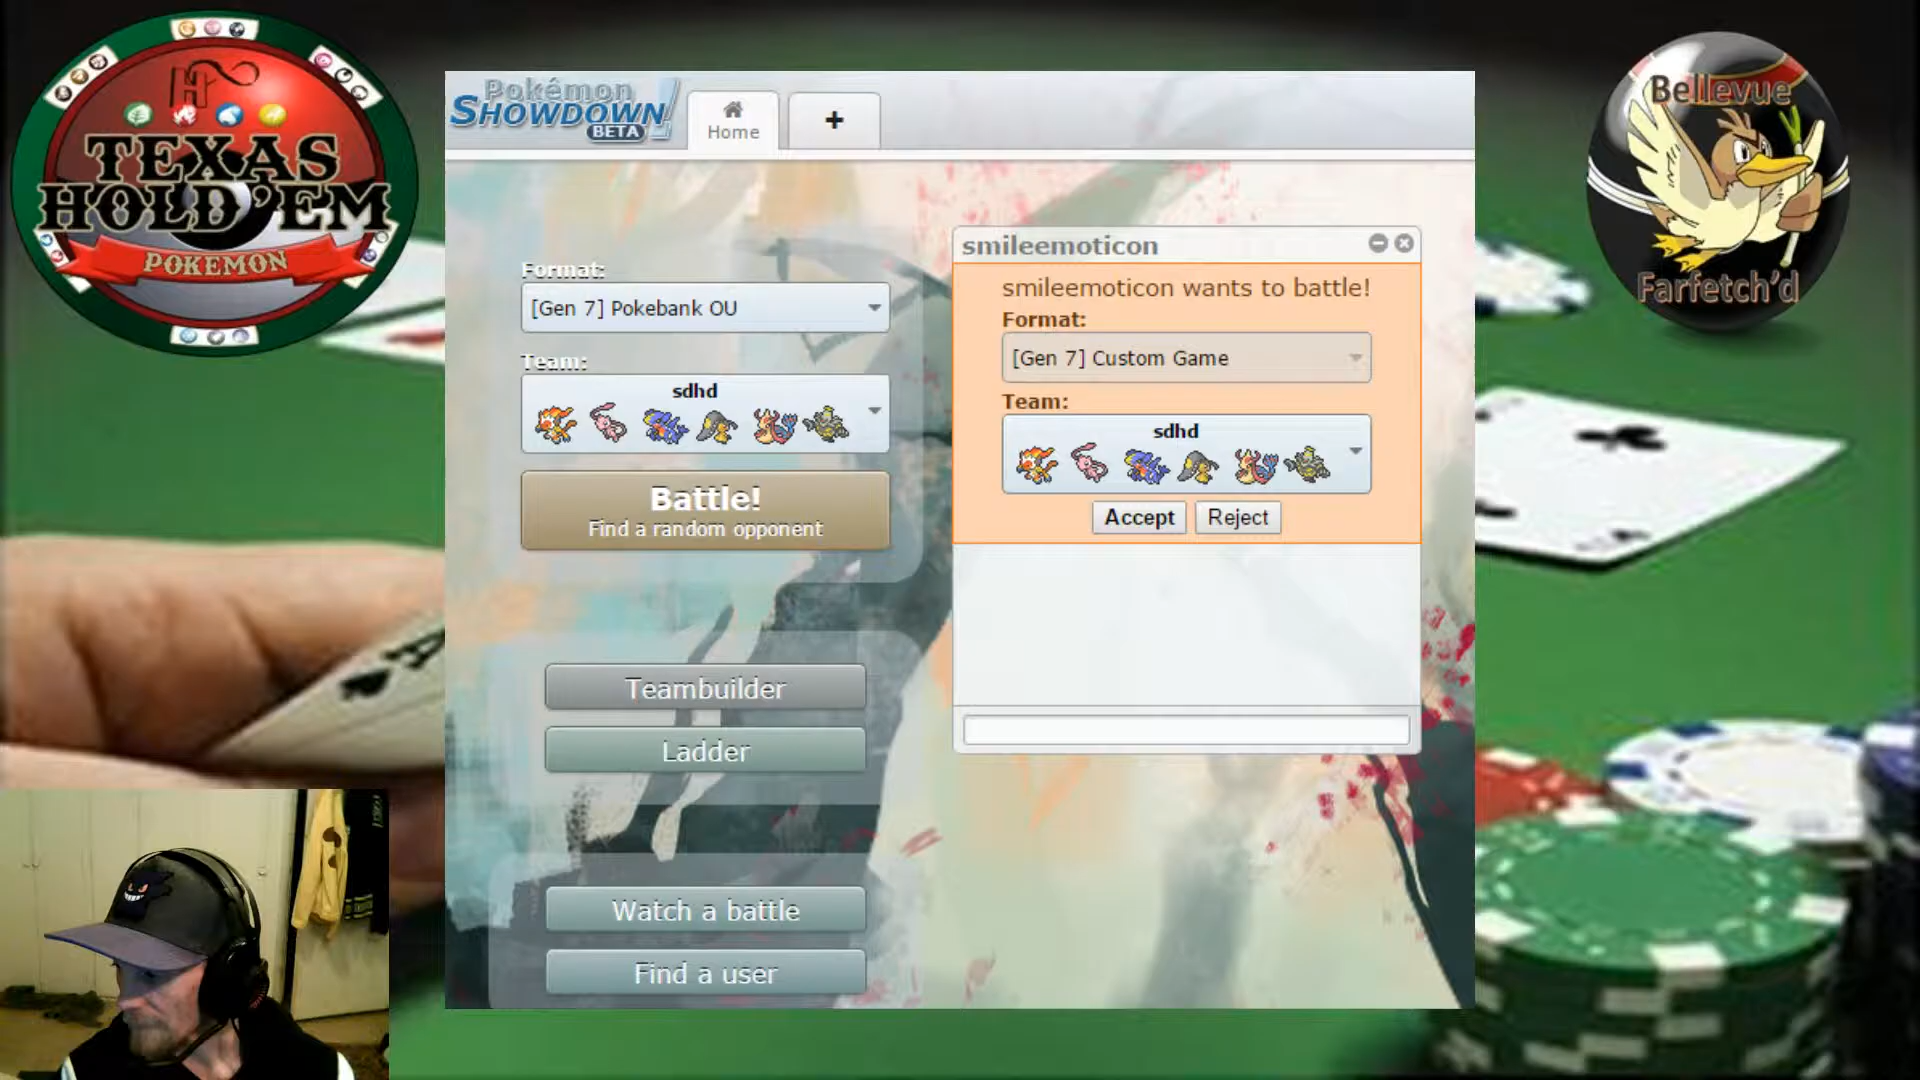 TEXAS
HOLD'EM
POKEMON
Pokémon
SHOWDOWN!
BETA
Home
+
Bellevue
Farfetch'd
Format:
[Gen 7] Pokebank OU
Team:
sdhd
Battle!
Find a random opponent
Teambuilder
Ladder
Watch a battle
Find a user
smileemoticon
smileemoticon wants to battle!
Format:
[Gen 7] Custom Game
Team:
sdhd
Accept
Reject
A